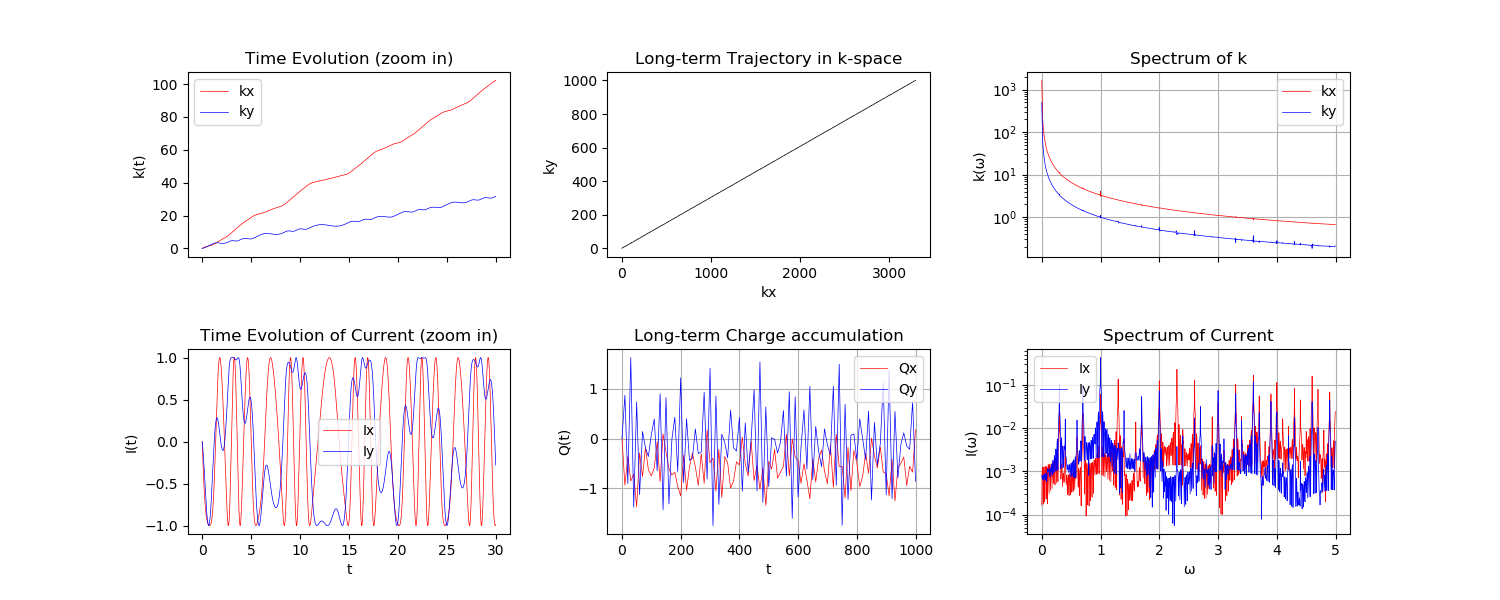 Time Evolution (zoom in)
k(t)
100
80
60
40
20
0
kx
ky
Long-term Trajectory in k-space
ky
1000
800
600
400
200
0
0 1000 2000 3000
kx
Spectrum of k
k(ω)
10³
10²
10¹
10⁰
kx
ky
Time Evolution of Current (zoom in)
I(t)
1.0
0.5
0.0
−0.5
−1.0
Ix
Iy
0 5 10 15 20 25 30
t
Long-term Charge accumulation
Q(t)
1
0
−1
Qx
Qy
0 200 400 600 800 1000
t
Spectrum of Current
I(ω)
10⁻¹
10⁻²
10⁻³
10⁻⁴
Ix
Iy
0 1 2 3 4 5
ω